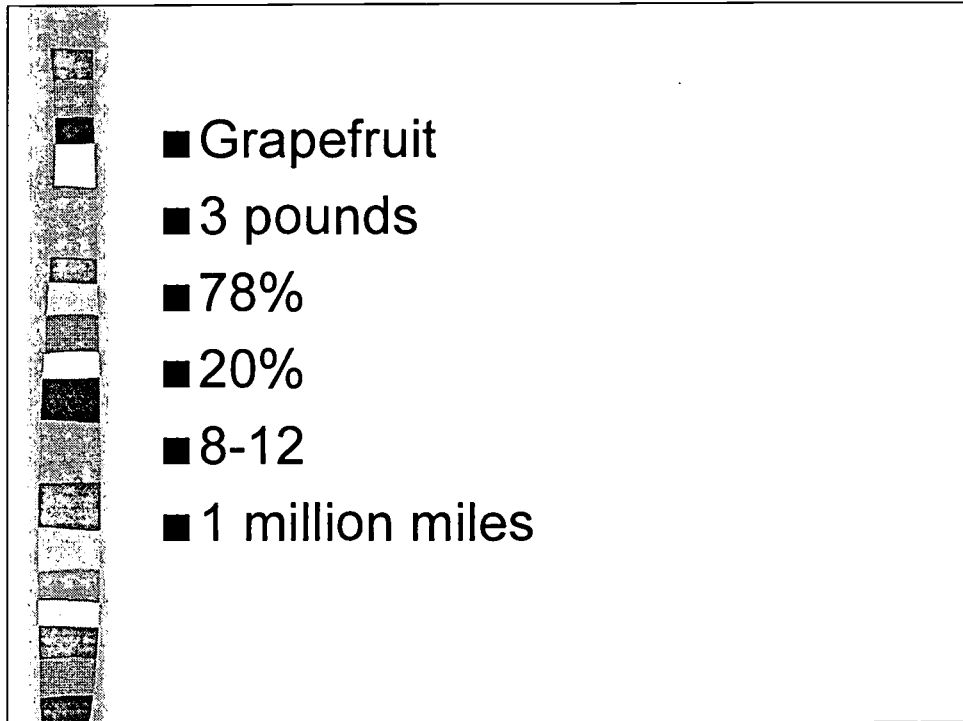 ■ Grapefruit
■ 3 pounds
■ 78%
■ 20%
■ 8-12
■ 1 million miles